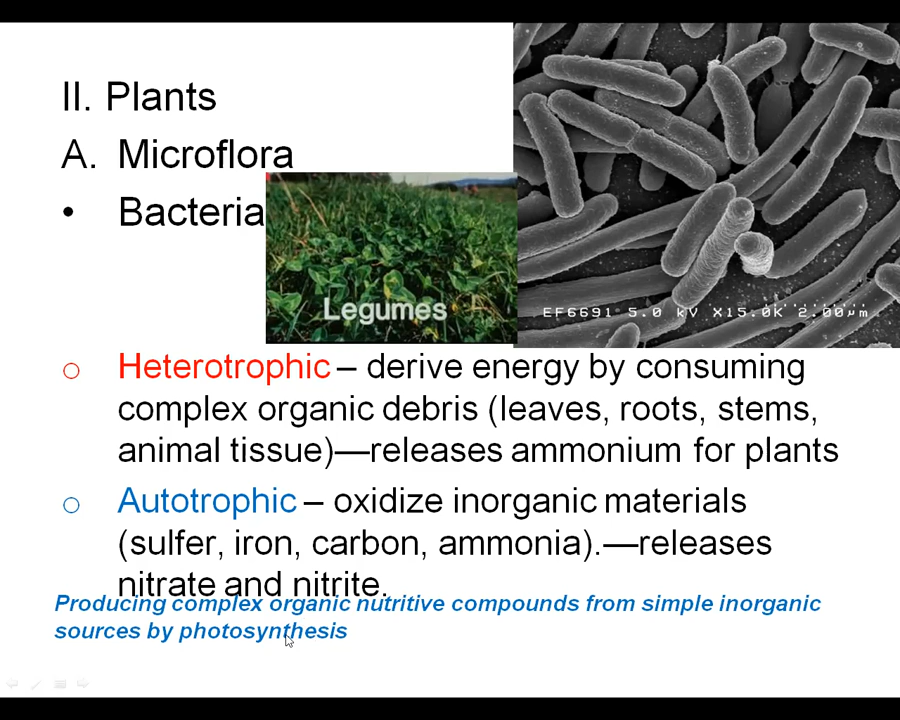 II. Plants
A. Microflora
• Bacteria
Legumes
EF6691 5.0 kV X15.0K 2.00µm
○ Heterotrophic – derive energy by consuming
complex organic debris (leaves, roots, stems,
animal tissue)—releases ammonium for plants
○ Autotrophic – oxidize inorganic materials
(sulfer, iron, carbon, ammonia).—releases
nitrate and nitrite.
Producing complex organic nutritive compounds from simple inorganic
sources by photosynthesis